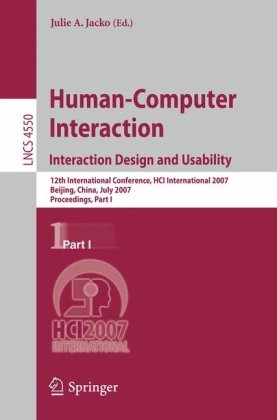 Julie A. Jacko (Ed.)
LNCS 4550
Human-Computer
Interaction
Interaction Design and Usability
12th International Conference, HCI International 2007
Beijing, China, July 2007
Proceedings, Part I
1
Part I
HCI2007
INTERNATIONAL
Springer